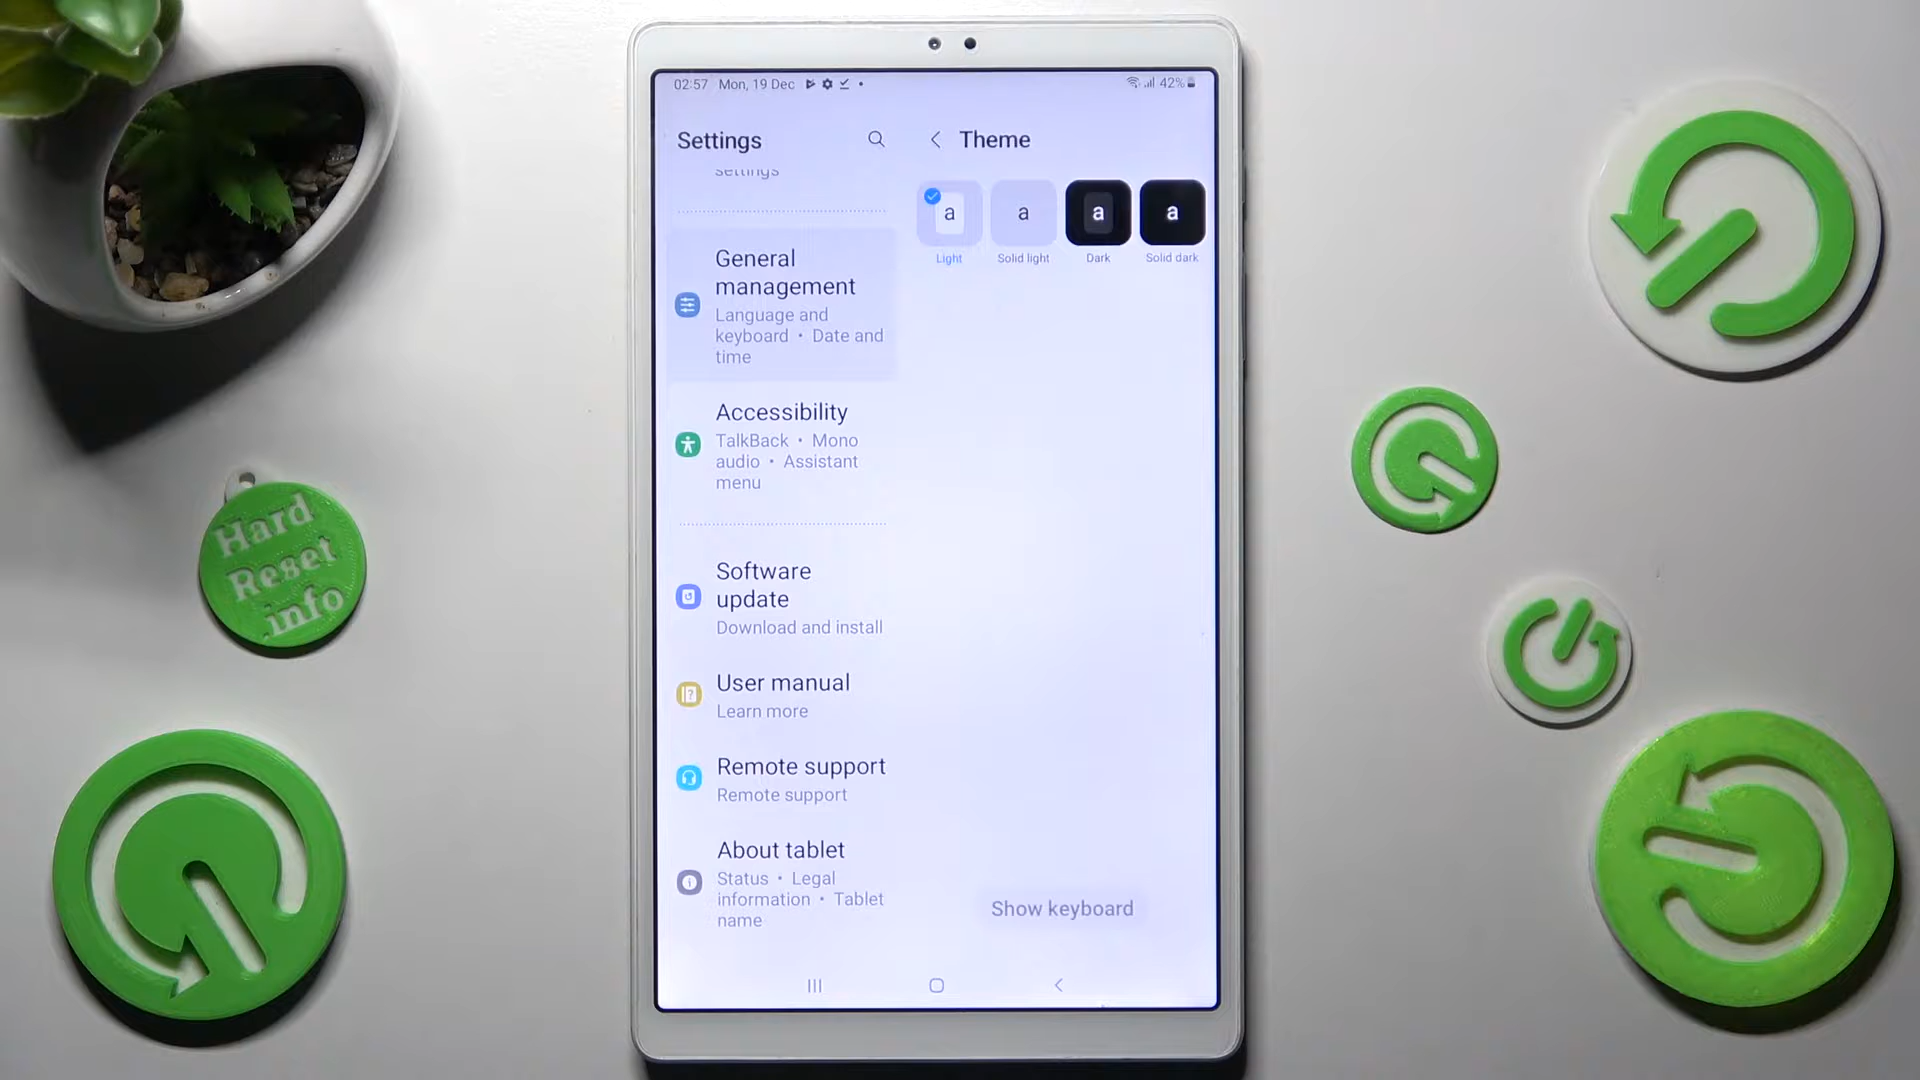 02:57 Mon, 19 Dec
42%
Settings
settings
General
management
Language and
keyboard • Date and
time
Accessibility
TalkBack • Mono
audio • Assistant
menu
Software
update
Download and install
User manual
Learn more
Remote support
Remote support
About tablet
Status • Legal
information • Tablet
name
Theme
a
a
a
a
Light
Solid light
Dark
Solid dark
Show keyboard
Hard
Reset
.info